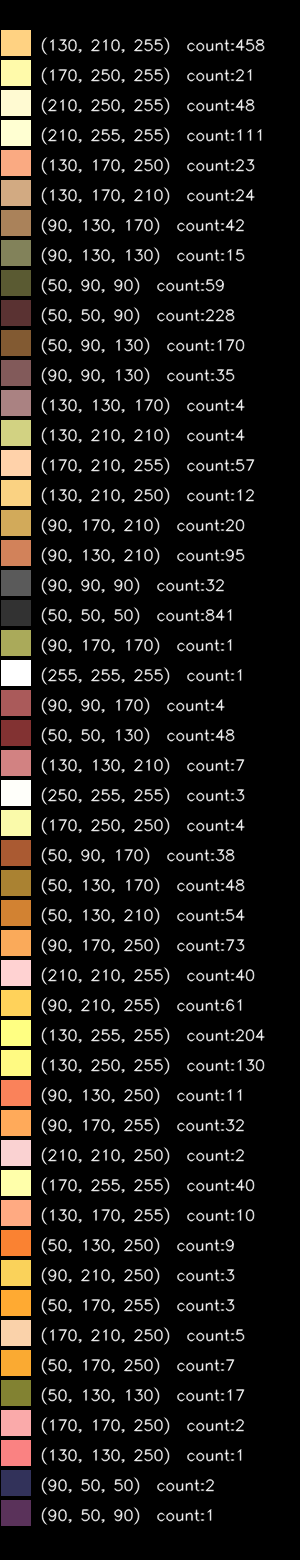 (130, 210, 255) count:458
(170, 250, 255) count:21
(210, 250, 255) count:48
(210, 255, 255) count:111
(130, 170, 250) count:23
(130, 170, 210) count:24
(90, 130, 170) count:42
(90, 130, 130) count:15
(50, 90, 90) count:59
(50, 50, 90) count:228
(50, 90, 130) count:170
(90, 90, 130) count:35
(130, 130, 170) count:4
(130, 210, 210) count:4
(170, 210, 255) count:57
(130, 210, 250) count:12
(90, 170, 210) count:20
(90, 130, 210) count:95
(90, 90, 90) count:32
(50, 50, 50) count:841
(90, 170, 170) count:1
(255, 255, 255) count:1
(90, 90, 170) count:4
(50, 50, 130) count:48
(130, 130, 210) count:7
(250, 255, 255) count:3
(170, 250, 250) count:4
(50, 90, 170) count:38
(50, 130, 170) count:48
(50, 130, 210) count:54
(90, 170, 250) count:73
(210, 210, 255) count:40
(90, 210, 255) count:61
(130, 255, 255) count:204
(130, 250, 255) count:130
(90, 130, 250) count:11
(90, 170, 255) count:32
(210, 210, 250) count:2
(170, 255, 255) count:40
(130, 170, 255) count:10
(50, 130, 250) count:9
(90, 210, 250) count:3
(50, 170, 255) count:3
(170, 210, 250) count:5
(50, 170, 250) count:7
(50, 130, 130) count:17
(170, 170, 250) count:2
(130, 130, 250) count:1
(90, 50, 50) count:2
(90, 50, 90) count:1